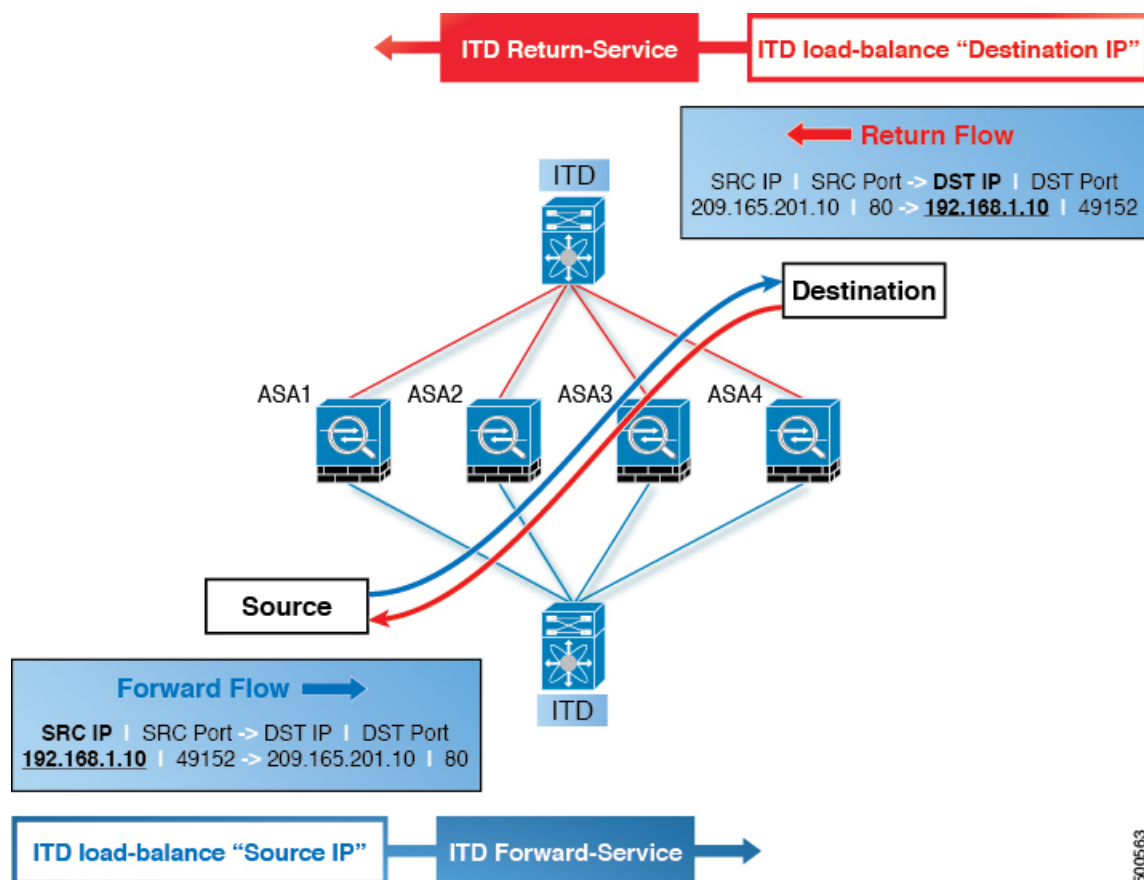 ITD Return-Service
ITD load-balance “Destination IP”
Return Flow
SRC IP | SRC Port -> DST IP | DST Port
209.165.201.10 | 80 -> 192.168.1.10 | 49152
ITD
Destination
ASA1
ASA2
ASA3
ASA4
Source
Forward Flow
SRC IP | SRC Port -> DST IP | DST Port
192.168.1.10 | 49152 -> 209.165.201.10 | 80
ITD
ITD load-balance “Source IP”
ITD Forward-Service